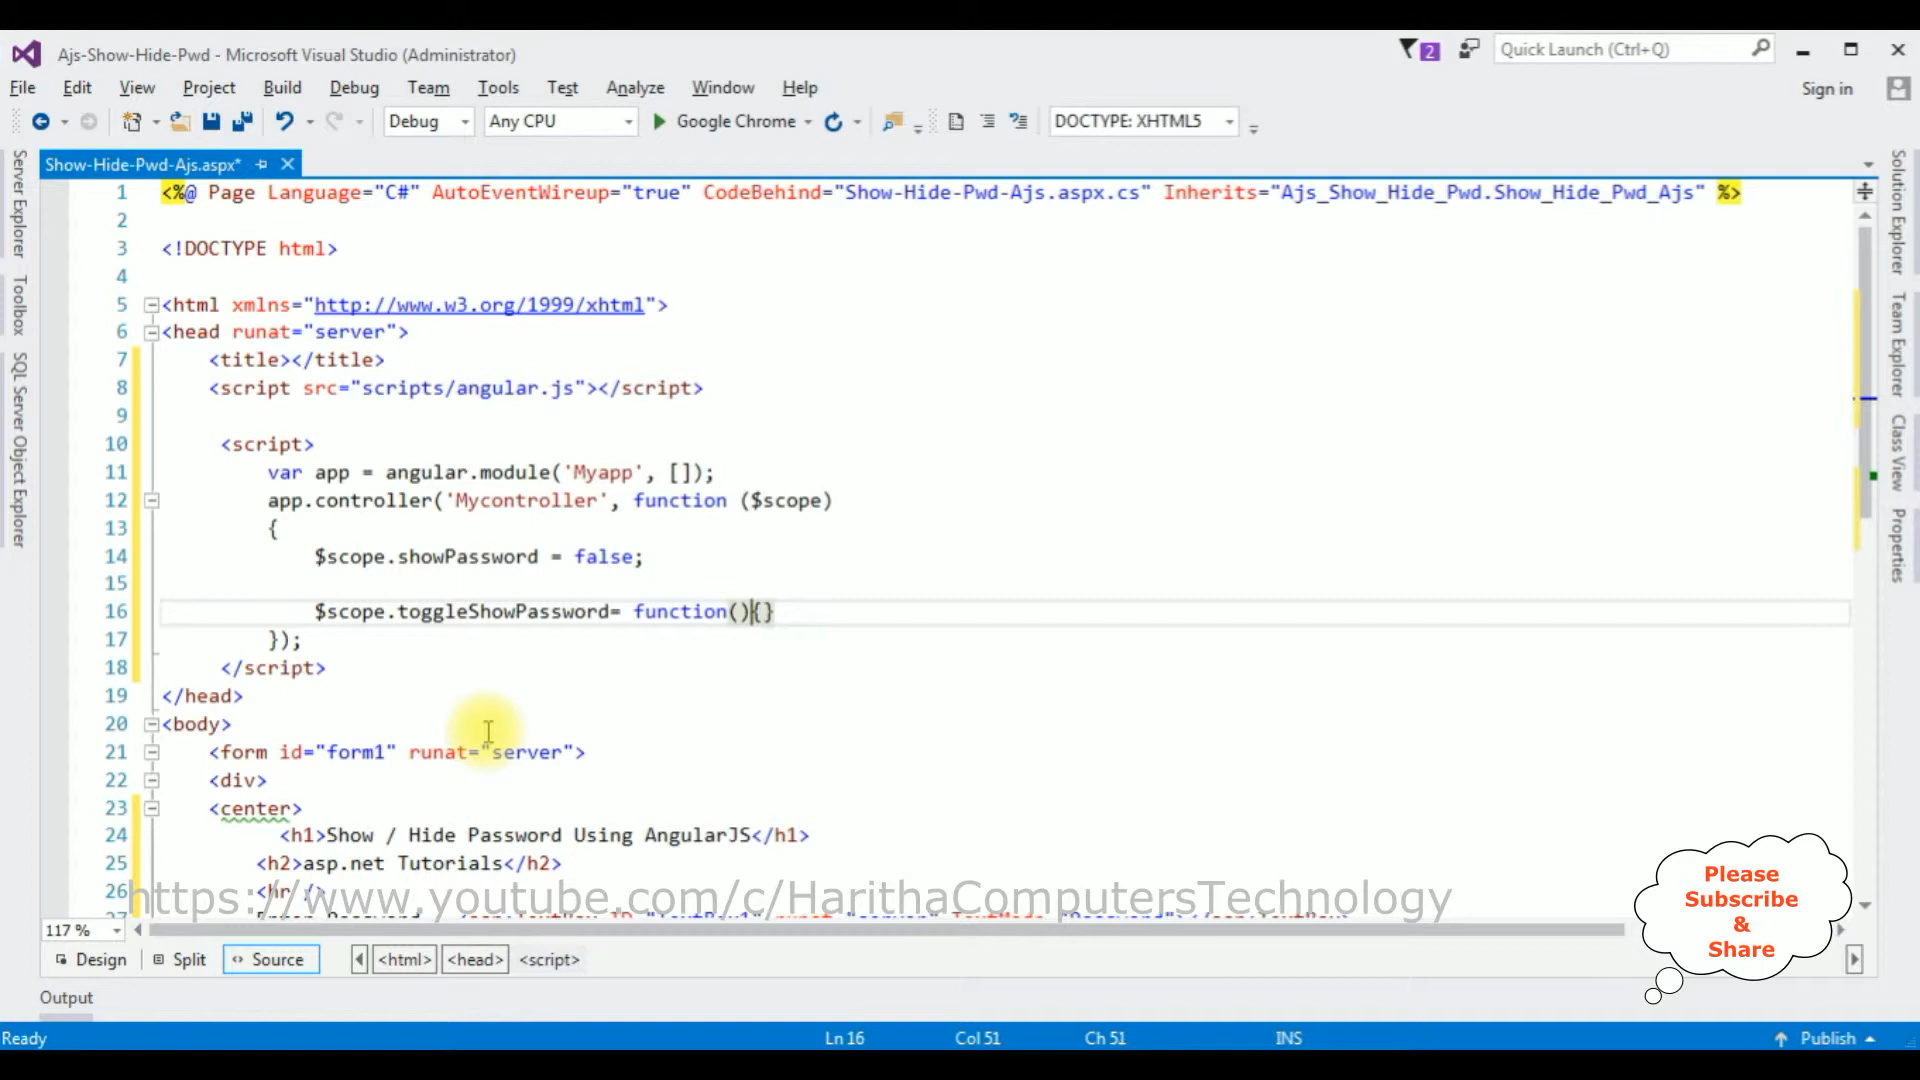 Ajs-Show-Hide-Pwd - Microsoft Visual Studio (Administrator)
2
Quick Launch (Ctrl+Q)
File Edit View Project Build Debug Team Tools Test Analyze Window Help
Sign in
Debug Any CPU Google Chrome DOCTYPE: XHTML5
Show-Hide-Pwd-Ajs.aspx*
Server Explorer
Toolbox
SQL Server Object Explorer
Solution Explorer
Team Explorer
Class View
Properties
1 <%@ Page Language="C#" AutoEventWireup="true" CodeBehind="Show-Hide-Pwd-Ajs.aspx.cs" Inherits="Ajs_Show_Hide_Pwd.Show_Hide_Pwd_Ajs" %>
2
3 <!DOCTYPE html>
4
5 <html xmlns="http://www.w3.org/1999/xhtml">
6 <head runat="server">
7 <title></title>
8 <script src="scripts/angular.js"></script>
9
10 <script>
11 var app = angular.module('Myapp', []);
12 app.controller('Mycontroller', function ($scope)
13 {
14 $scope.showPassword = false;
15
16 $scope.toggleShowPassword= function(){}
17 });
18 </script>
19 </head>
20 <body>
21 <form id="form1" runat="server">
22 <div>
23 <center>
24 <h1>Show / Hide Password Using AngularJS</h1>
25 <h2>asp.net Tutorials</h2>
26 <hr />
https://www.youtube.com/c/HarithaComputersTechnology
Please
Subscribe
&
Share
117 %
Design Split Source <html> <head> <script>
Output
Ready Ln 16 Col 51 Ch 51 INS Publish